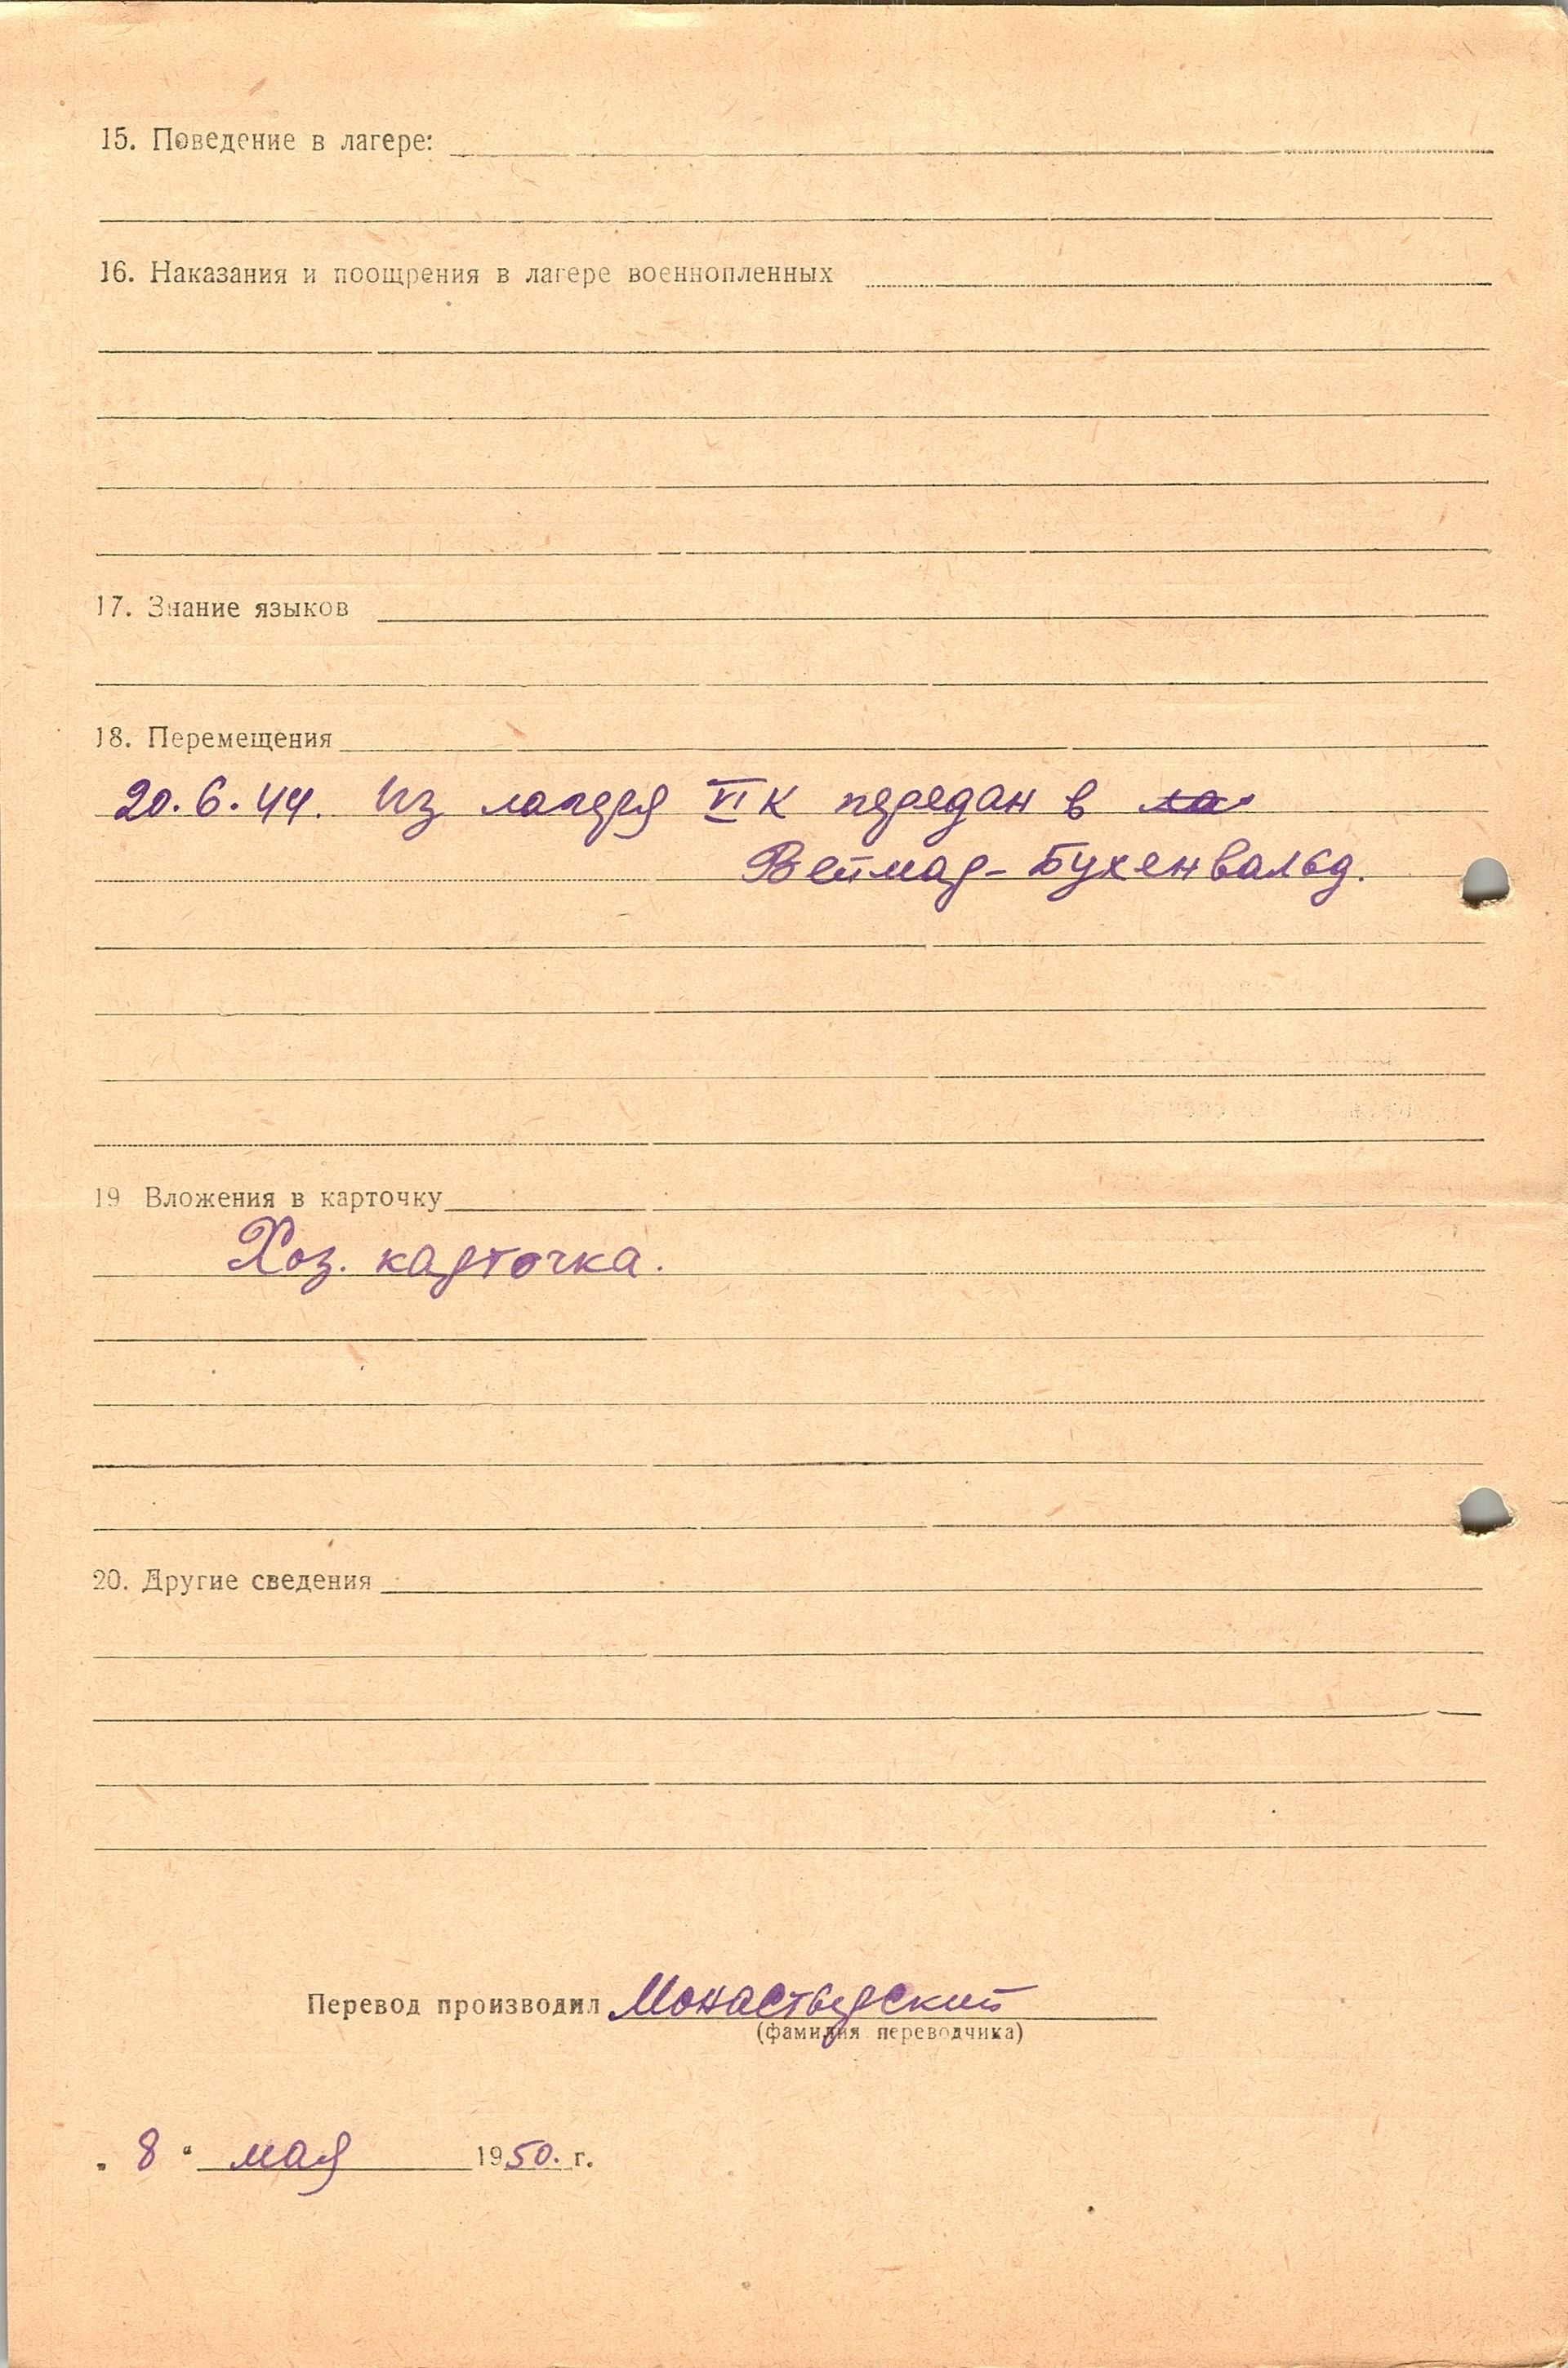 15. Поведение в лагере:
16. Наказания и поощрения в лагере военнопленных
17. Знание языков
18. Перемещения
20.6.44. Из лагеря VI К передан в
Веймар-Бухенвальд.
19 Вложения в карточку
Хоз. карточка.
20. Другие сведения
Перевод производил Монастырский
(фамилия переводчика)
„ 8 “ мая 1950. г.